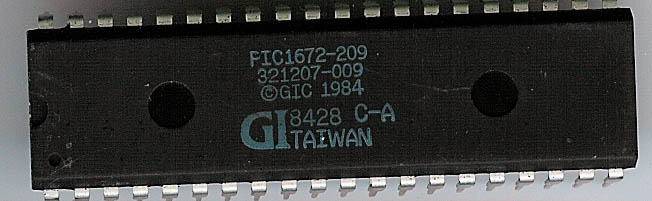 PIC1672-209
321207-009
©GIC 1984
GI 8428 C-A
TAIWAN